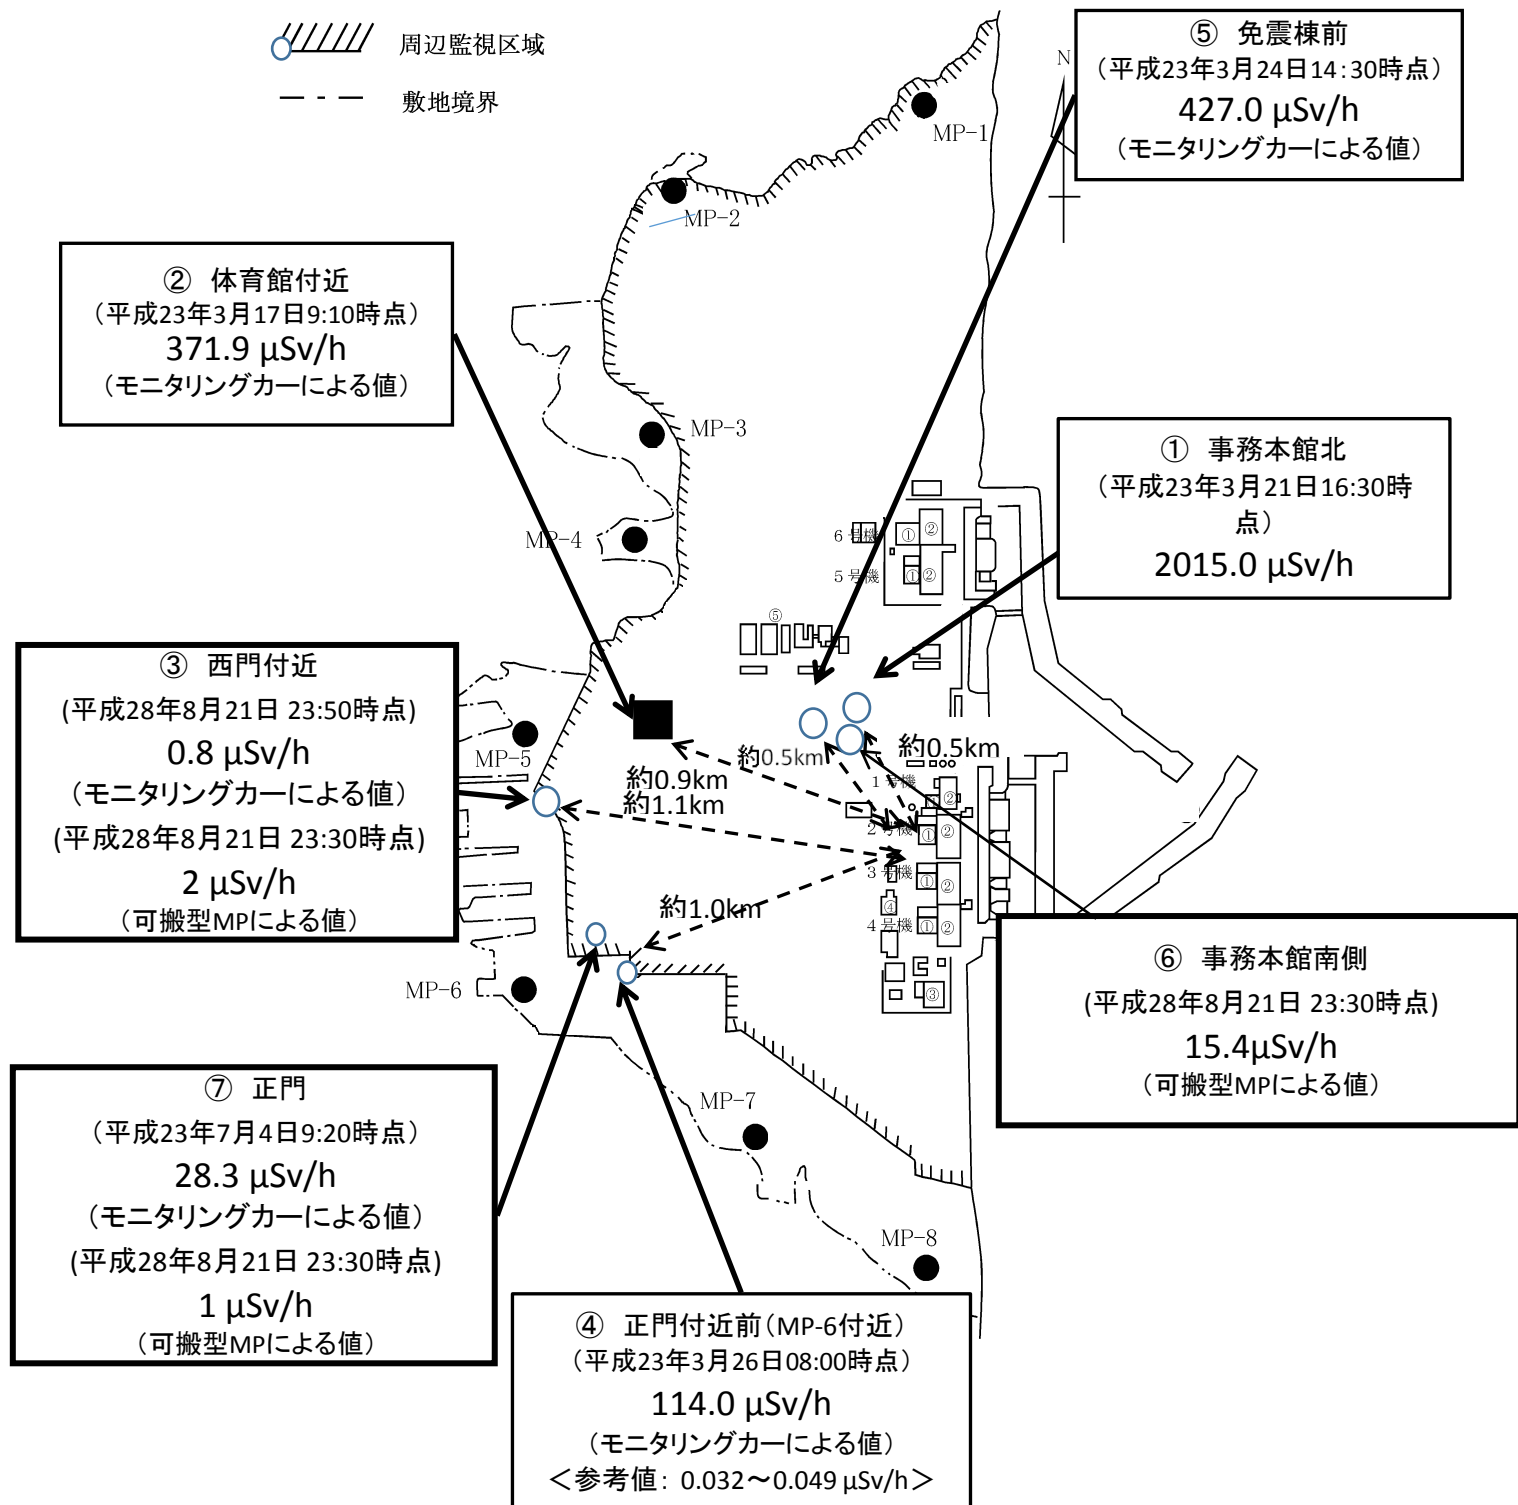 周辺監視区域
敷地境界
⑤ 免震棟前
（平成23年3月24日14:30時点）
427.0 μSv/h
（モニタリングカーによる値）
N
MP-1
MP-2
② 体育館付近
（平成23年3月17日9:10時点）
371.9 μSv/h
（モニタリングカーによる値）
MP-3
① 事務本館北
（平成23年3月21日16:30時
点）
2015.0 μSv/h
MP-4
６号機
① ②
５号機
① ②
⑤
③ 西門付近
(平成28年8月21日 23:50時点)
0.8 μSv/h
（モニタリングカーによる値）
(平成28年8月21日 23:30時点)
2 μSv/h
（可搬型MPによる値）
MP-5
約0.5km
約0.5km
約0.9km
約1.1km
１号機
① ②
２号機
① ②
３号機
① ②
④
４号機
① ②
約1.0km
③
MP-6
⑥ 事務本館南側
(平成28年8月21日 23:30時点)
15.4μSv/h
（可搬型MPによる値）
⑦ 正門
（平成23年7月4日9:20時点）
28.3 μSv/h
（モニタリングカーによる値）
(平成28年8月21日 23:30時点)
1 μSv/h
（可搬型MPによる値）
MP-7
MP-8
④ 正門付近前（MP-6付近）
（平成23年3月26日08:00時点）
114.0 μSv/h
（モニタリングカーによる値）
＜参考値： 0.032～0.049 μSv/h＞